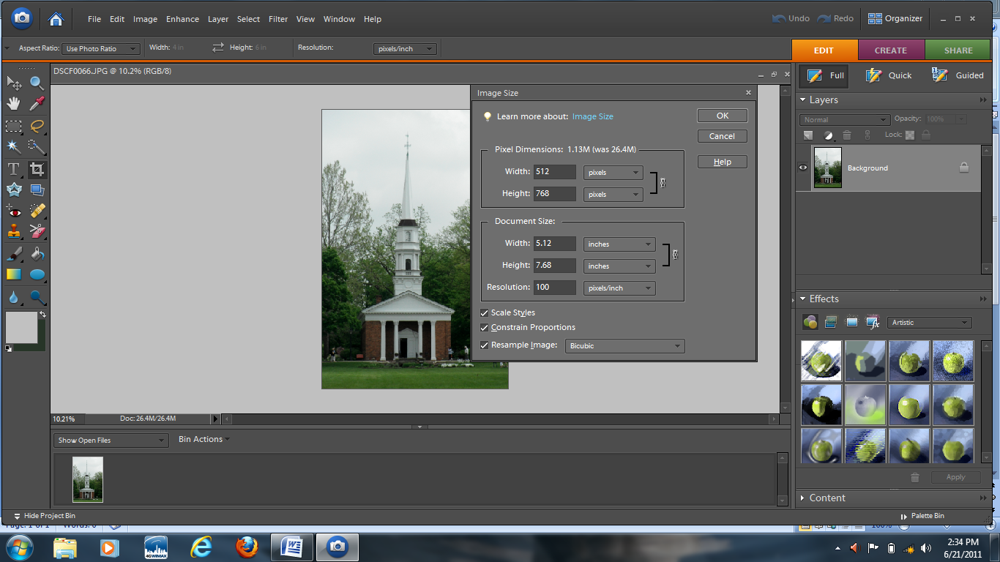 File Edit Image Enhance Layer Select Filter View Window Help
Undo Redo Organizer
Aspect Ratio: Use Photo Ratio Width: 4 in Height: 6 in Resolution: pixels/inch
EDIT CREATE SHARE
DSCF0066.JPG @ 10.2% (RGB/8)
Full Quick Guided
Image Size
Learn more about: Image Size
OK
Cancel
Help
Pixel Dimensions: 1.13M (was 26.4M)
Width: 512 pixels
Height: 768 pixels
Document Size:
Width: 5.12 inches
Height: 7.68 inches
Resolution: 100 pixels/inch
Scale Styles
Constrain Proportions
Resample Image: Bicubic
Layers
Normal Opacity: 100%
Lock:
Background
Effects
Artistic
Apply
Content
10.21% Doc: 26.4M/26.4M
Show Open Files Bin Actions
Hide Project Bin
Palette Bin
Page: 1 of 1 Words: 0 100%
4GWIMAX
2:34 PM
6/21/2011